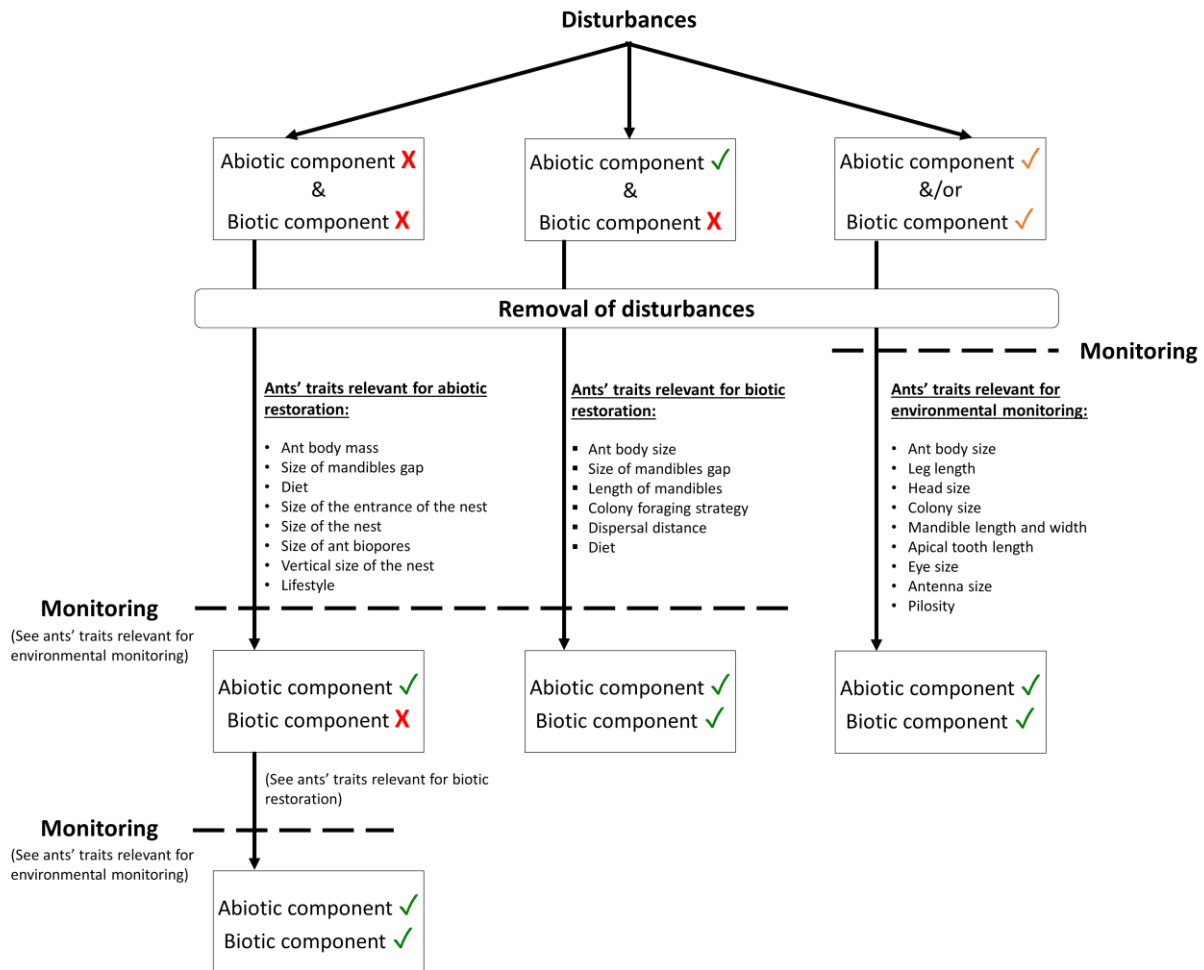 Disturbances
Abiotic component X
&
Biotic component X
Abiotic component ✓
&
Biotic component X
Abiotic component ✓
&/or
Biotic component ✓
Removal of disturbances
Monitoring
Ants’ traits relevant for abiotic
restoration:
• Ant body mass
• Size of mandibles gap
• Diet
• Size of the entrance of the nest
• Size of the nest
• Size of ant biopores
• Vertical size of the nest
• Lifestyle
Ants’ traits relevant for biotic
restoration:
▪ Ant body size
▪ Size of mandibles gap
▪ Length of mandibles
▪ Colony foraging strategy
▪ Dispersal distance
▪ Diet
Ants’ traits relevant for
environmental monitoring:
• Ant body size
• Leg length
• Head size
• Colony size
• Mandible length and width
• Apical tooth length
• Eye size
• Antenna size
• Pilosity
Monitoring
(See ants’ traits relevant for
environmental monitoring)
Abiotic component ✓
Biotic component X
Abiotic component ✓
Biotic component ✓
Abiotic component ✓
Biotic component ✓
(See ants’ traits relevant for biotic
restoration)
Monitoring
(See ants’ traits relevant for
environmental monitoring)
Abiotic component ✓
Biotic component ✓